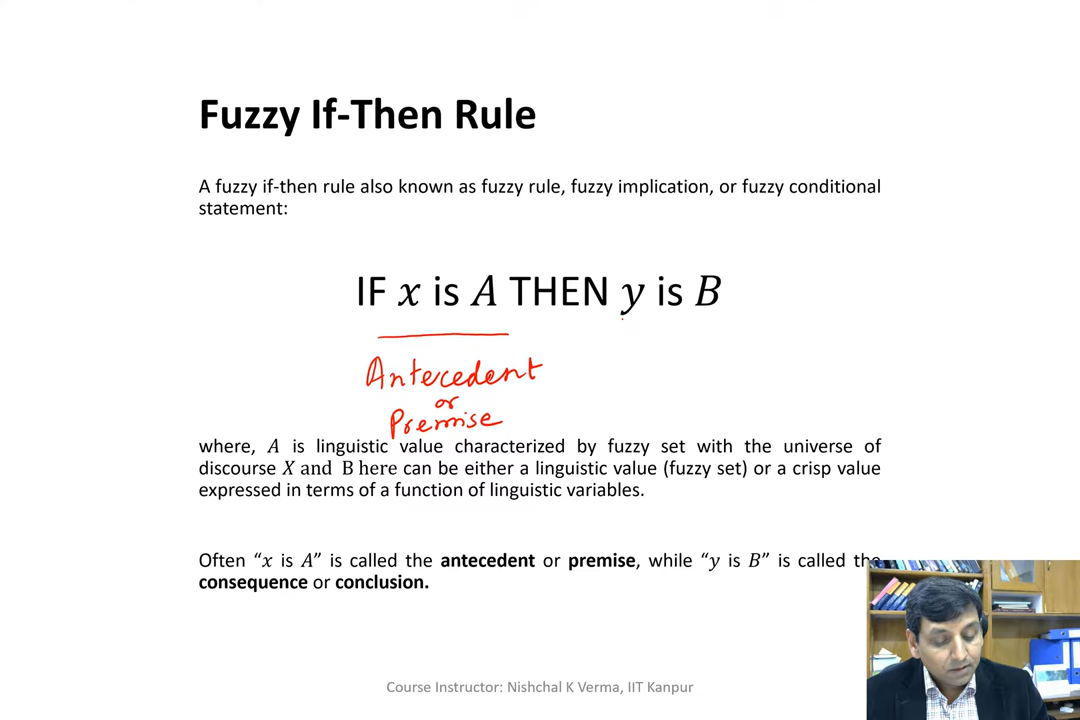 Fuzzy If-Then Rule
A fuzzy if-then rule also known as fuzzy rule, fuzzy implication, or fuzzy conditional
statement:
IF x is A THEN y is B
Antecedent
or
Premise
where, A is linguistic value characterized by fuzzy set with the universe of
discourse X and B here can be either a linguistic value (fuzzy set) or a crisp value
expressed in terms of a function of linguistic variables.
Often “x is A” is called the antecedent or premise, while “y is B” is called the
consequence or conclusion.
Course Instructor: Nishchal K Verma, IIT Kanpur